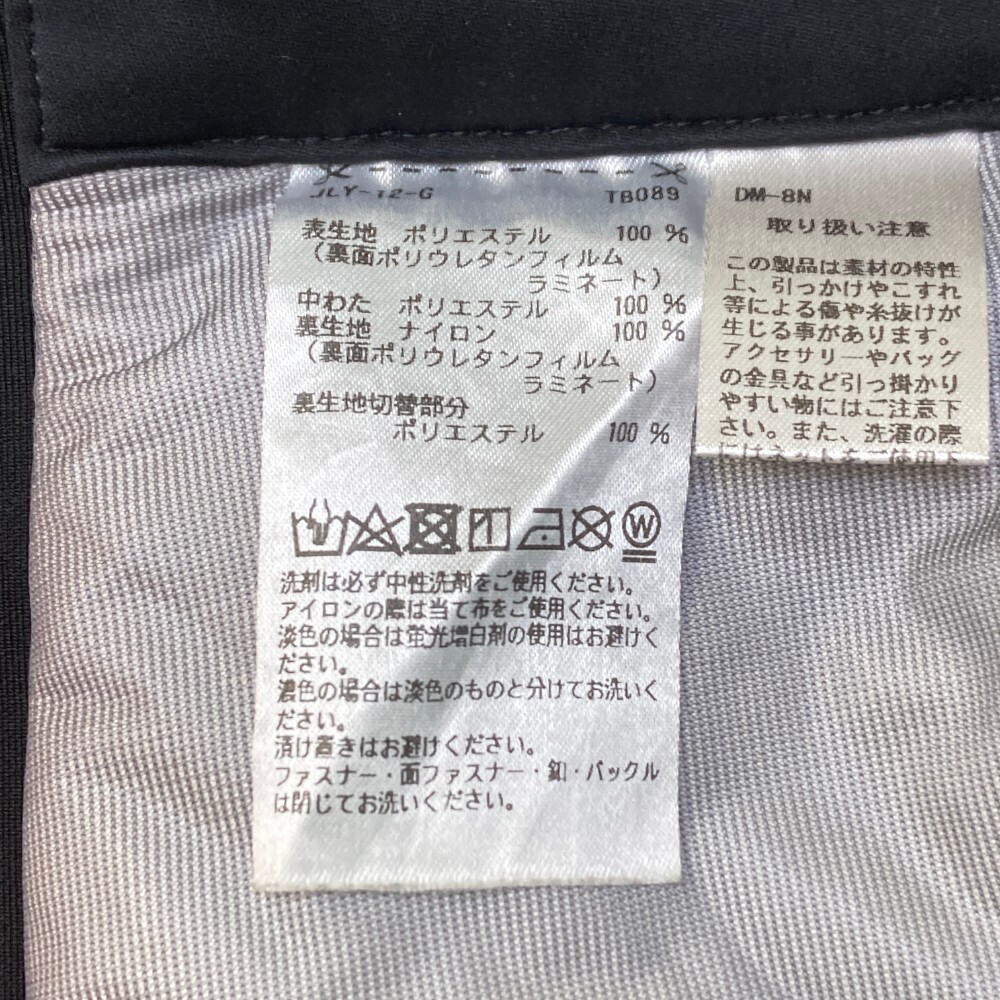 JLY-12-G TB089
表生地 ポリエステル 100 %
(裏面ポリウレタンフィルム
ラミネート)
中わた ポリエステル 100 %
裏生地 ナイロン 100 %
(裏面ポリウレタンフィルム
ラミネート)
裏生地切替部分
ポリエステル 100 %
W
洗剤は必ず中性洗剤をご使用ください。
アイロンの際は当て布をご使用ください。
淡色の場合は蛍光増白剤の使用はお避けく
ださい。
濃色の場合は淡色のものと分けてお洗いく
ださい。
漬け置きはお避けください。
ファスナー・面ファスナー・釦・バックル
は閉じてお洗いください。
DM-8N
取り扱い注意
この製品は素材の特性
上、引っかけやこすれ
等による傷や糸抜けが
生じる事があります。
アクセサリーやバッグ
の金具など引っ掛かり
やすい物にはご注意下
さい。また、洗濯の際
にはネットをご使用下